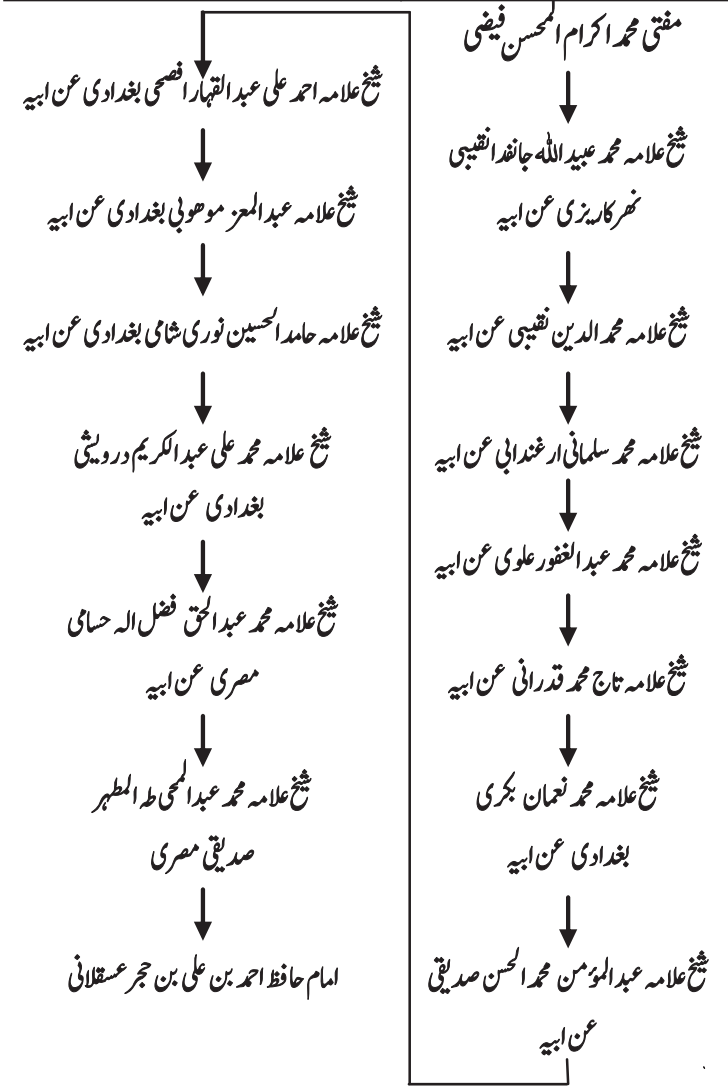 مفتی محمد اکرام المحسن فیضی
شیخ علامہ محمد عبید اللہ جانفدا نقیبی
نھر کاریزی عن ابیہ
شیخ علامہ محمد الدین نقیبی عن ابیہ
شیخ علامہ محمد سلمانی ارغندابی عن ابیہ
شیخ علامہ محمد عبد الغفور علوی عن ابیہ
شیخ علامہ تاج محمد قدرانی عن ابیہ
شیخ علامہ محمد نعمان بکری
بغدادی عن ابیہ
شیخ علامہ عبد المؤمن محمد الحسن صدیقی
عن ابیہ
شیخ علامہ احمد علی عبد القہار افصحی بغدادی عن ابیہ
شیخ علامہ عبد المعز موھوبی بغدادی عن ابیہ
شیخ علامہ حامد الحسین نوری شامی بغدادی عن ابیہ
شیخ علامہ محمد علی عبد الکریم درویشی
بغدادی عن ابیہ
شیخ علامہ محمد عبد الحق فضل الہ حسامی
مصری عن ابیہ
شیخ علامہ محمد عبد المحی طہ المطہر
صدیقی مصری
امام حافظ احمد بن علی بن حجر عسقلانی